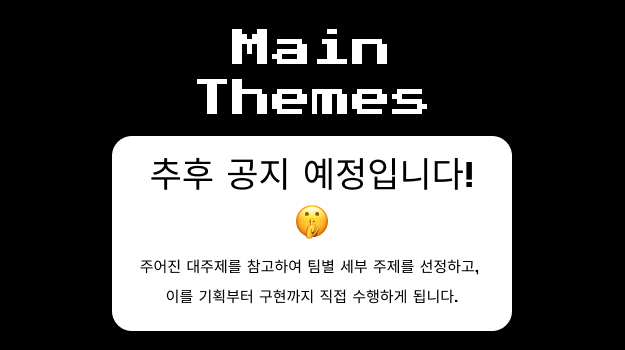 Main
Themes
추후 공지 예정입니다!
주어진 대주제를 참고하여 팀별 세부 주제를 선정하고,
이를 기획부터 구현까지 직접 수행하게 됩니다.